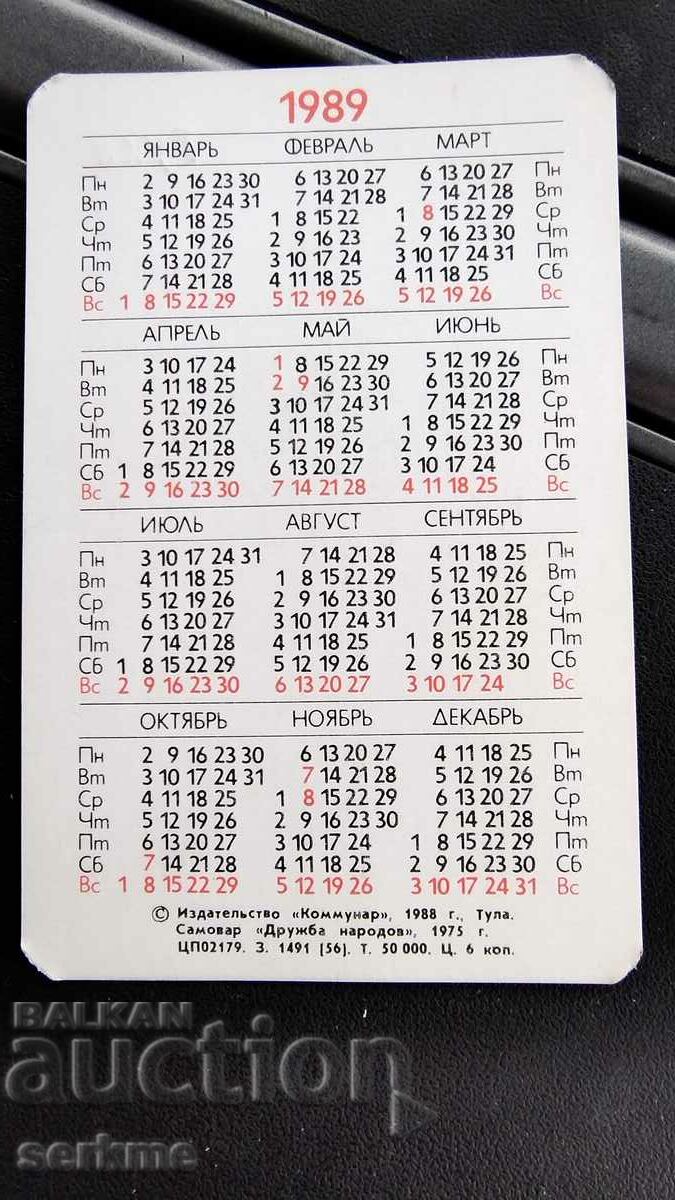 1989
ЯНВАРЬ ФЕВРАЛЬ МАРТ
Пн 2 9 16 23 30 6 13 20 27 6 13 20 27 Пн
Вт 3 10 17 24 31 7 14 21 28 7 14 21 28 Вт
Ср 4 11 18 25 1 8 15 22 1 8 15 22 29 Ср
Чт 5 12 19 26 2 9 16 23 2 9 16 23 30 Чт
Пт 6 13 20 27 3 10 17 24 3 10 17 24 31 Пт
Сб 7 14 21 28 4 11 18 25 4 11 18 25 Сб
Вс 1 8 15 22 29 5 12 19 26 5 12 19 26 Вс
АПРЕЛЬ МАЙ ИЮНЬ
Пн 3 10 17 24 1 8 15 22 29 5 12 19 26 Пн
Вт 4 11 18 25 2 9 16 23 30 6 13 20 27 Вт
Ср 5 12 19 26 3 10 17 24 31 7 14 21 28 Ср
Чт 6 13 20 27 4 11 18 25 1 8 15 22 29 Чт
Пт 7 14 21 28 5 12 19 26 2 9 16 23 30 Пт
Сб 1 8 15 22 29 6 13 20 27 3 10 17 24 Сб
Вс 2 9 16 23 30 7 14 21 28 4 11 18 25 Вс
ИЮЛЬ АВГУСТ СЕНТЯБРЬ
Пн 3 10 17 24 31 7 14 21 28 4 11 18 25 Пн
Вт 4 11 18 25 1 8 15 22 29 5 12 19 26 Вт
Ср 5 12 19 26 2 9 16 23 30 6 13 20 27 Ср
Чт 6 13 20 27 3 10 17 24 31 7 14 21 28 Чт
Пт 7 14 21 28 4 11 18 25 1 8 15 22 29 Пт
Сб 1 8 15 22 29 5 12 19 26 2 9 16 23 30 Сб
Вс 2 9 16 23 30 6 13 20 27 3 10 17 24 Вс
ОКТЯБРЬ НОЯБРЬ ДЕКАБРЬ
Пн 2 9 16 23 30 6 13 20 27 4 11 18 25 Пн
Вт 3 10 17 24 31 7 14 21 28 5 12 19 26 Вт
Ср 4 11 18 25 1 8 15 22 29 6 13 20 27 Ср
Чт 5 12 19 26 2 9 16 23 30 7 14 21 28 Чт
Пт 6 13 20 27 3 10 17 24 1 8 15 22 29 Пт
Сб 7 14 21 28 4 11 18 25 2 9 16 23 30 Сб
Вс 1 8 15 22 29 5 12 19 26 3 10 17 24 31 Вс
© Издательство «Коммунар», 1988 г., Тула.
Самовар «Дружба народов», 1975 г.
ЦП02179. З. 1491 [56]. Т. 50 000. Ц. 6 коп.
BALKAN
auction
serkme